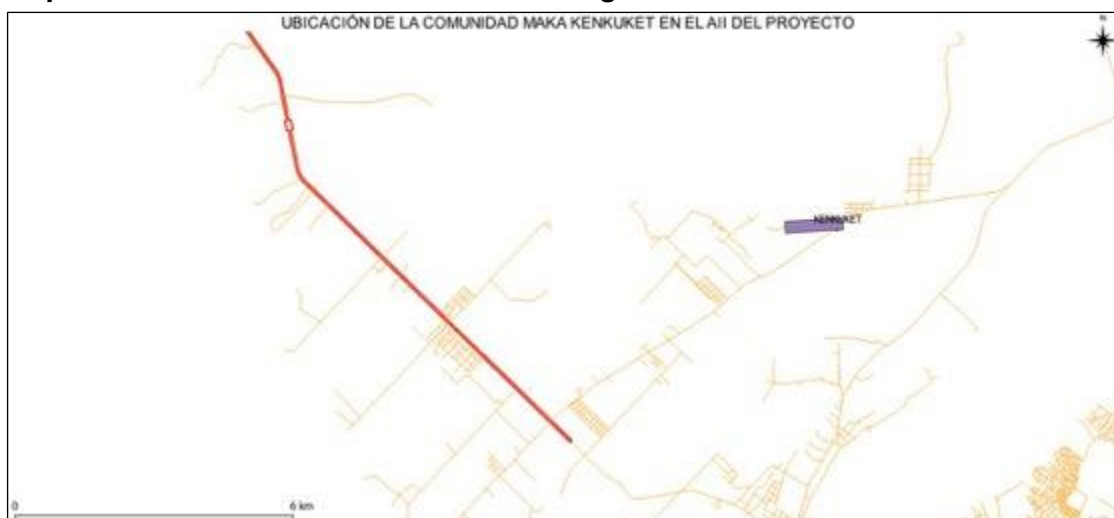 UBICACIÓN DE LA COMUNIDAD MAKA KENKUKET EN EL AII DEL PROYECTO
N
KENKUKET
0 6 km